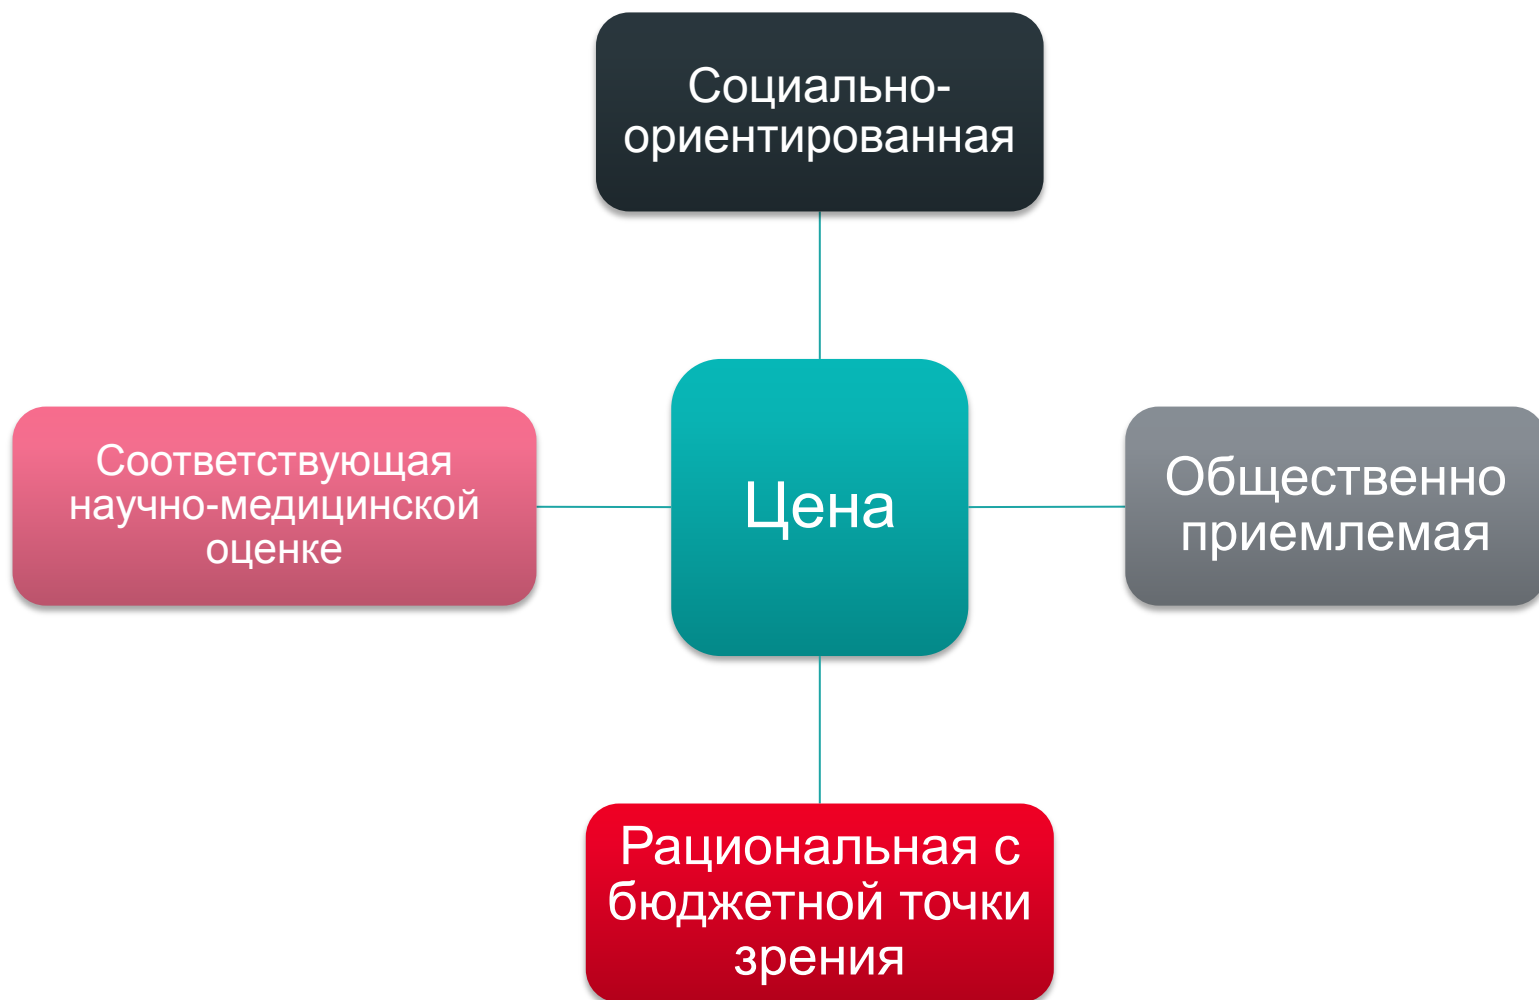 Социально-
ориентированная
Соответствующая
научно-медицинской
оценке
Цена
Общественно
приемлемая
Рациональная с
бюджетной точки
зрения